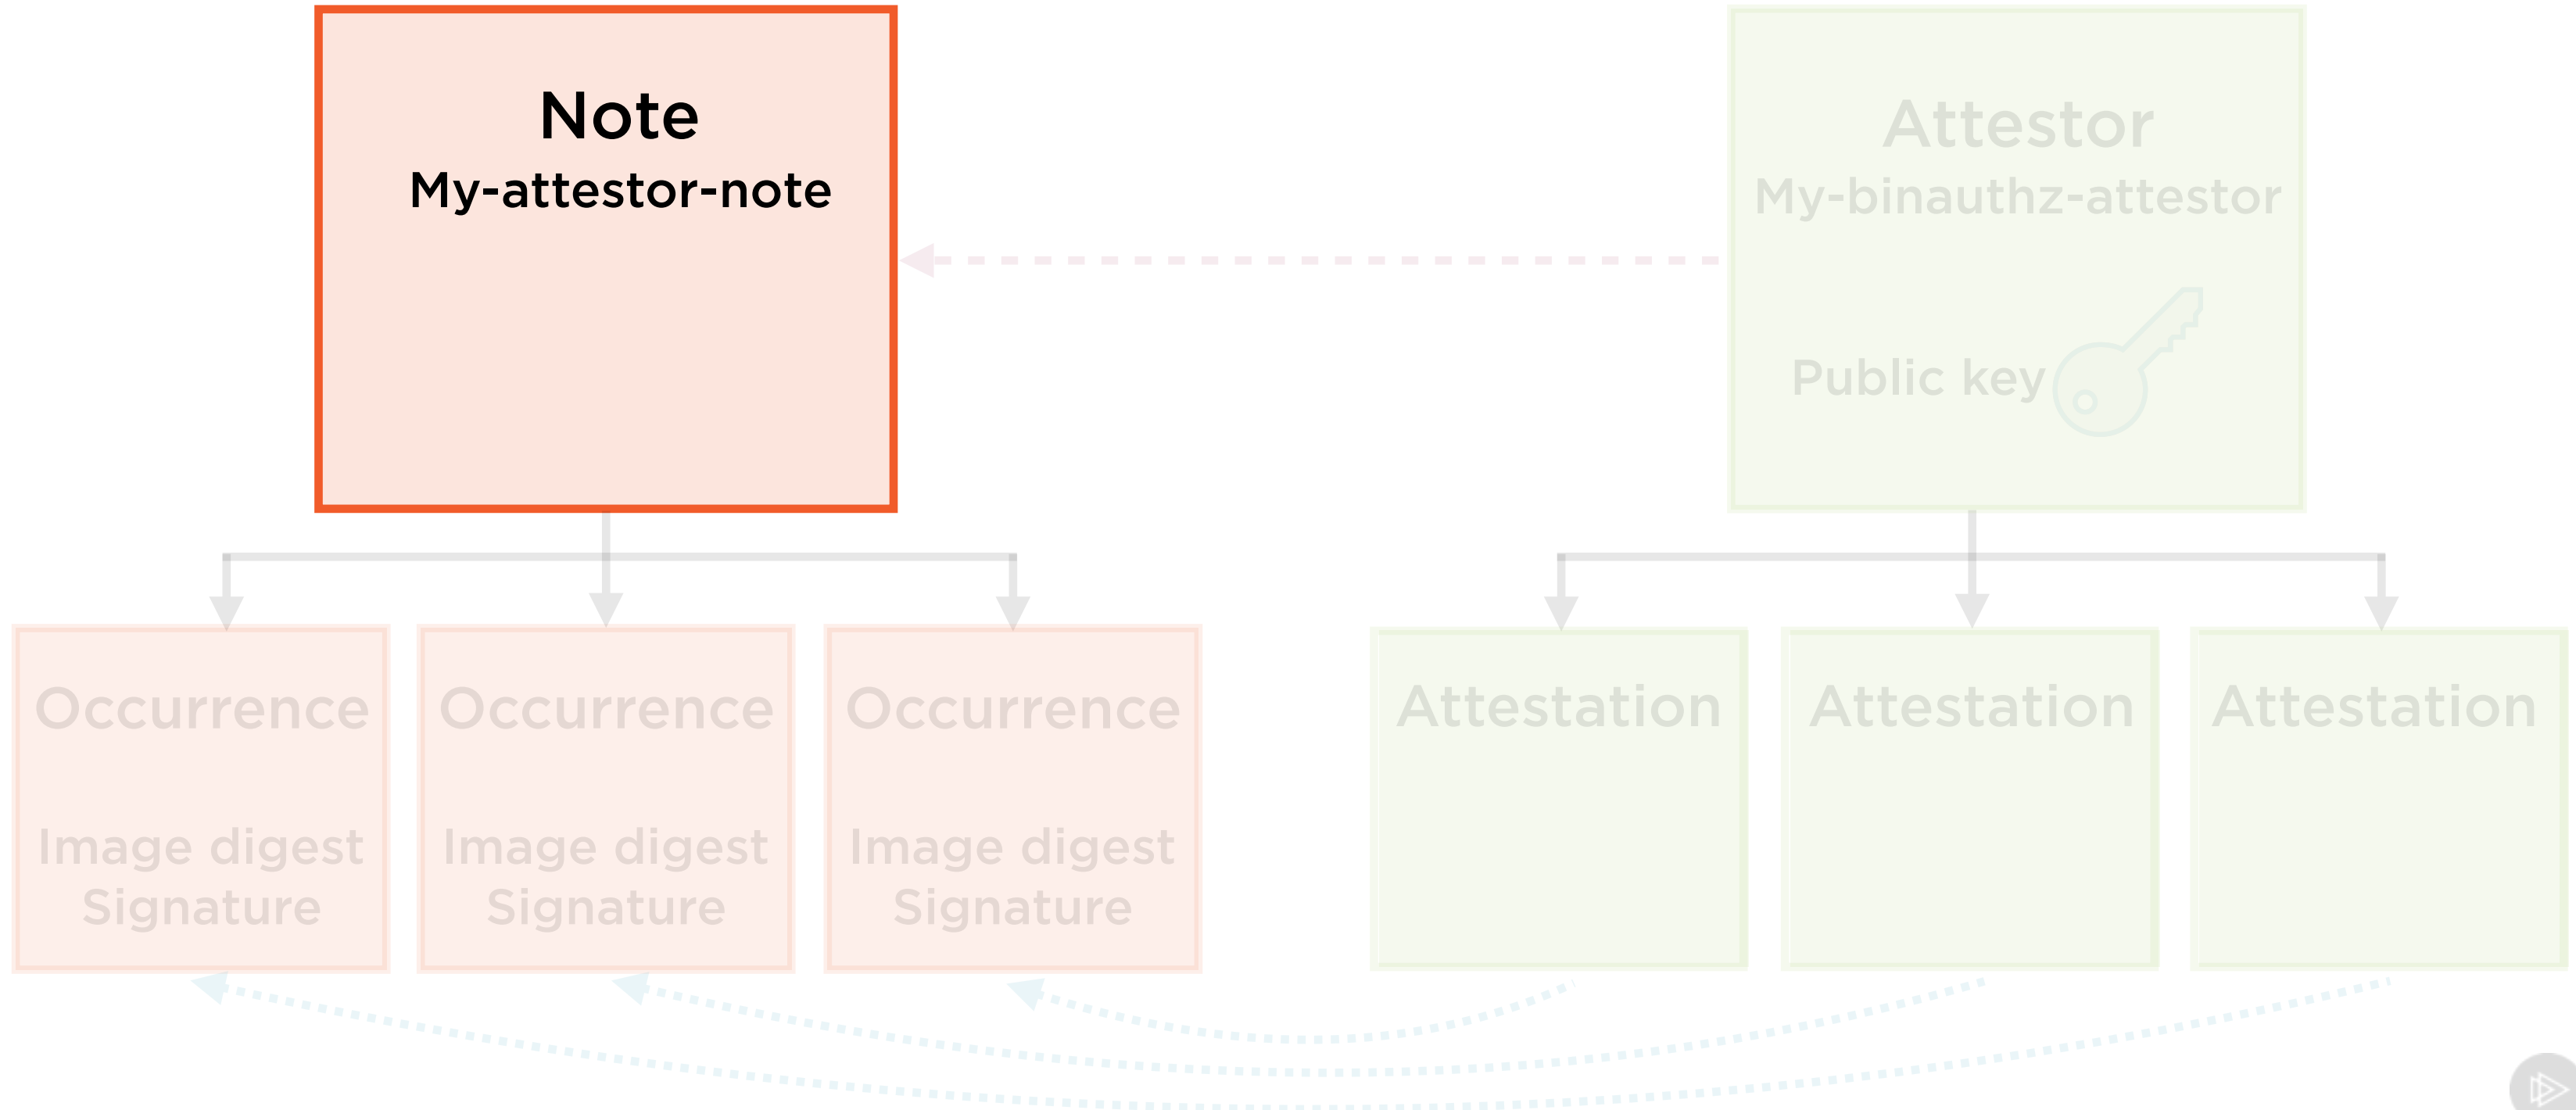 Note
My-attestor-note
Attestor
My-binauthz-attestor
Public key
Occurrence
Image digest
Signature
Occurrence
Image digest
Signature
Occurrence
Image digest
Signature
Attestation
Attestation
Attestation